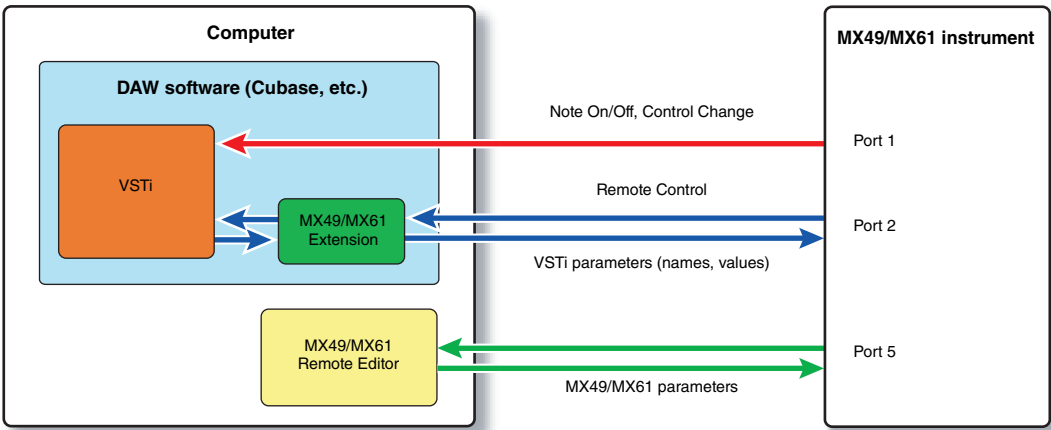 Computer
DAW software (Cubase, etc.)
VSTi
MX49/MX61
Extension
MX49/MX61
Remote Editor
Note On/Off, Control Change
Remote Control
VSTi parameters (names, values)
MX49/MX61 parameters
MX49/MX61 instrument
Port 1
Port 2
Port 5